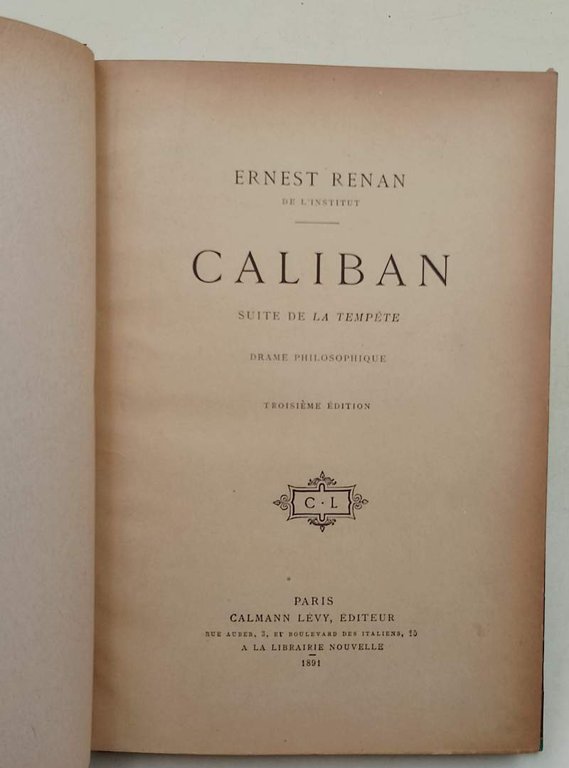 ERNEST RENAN
DE L'INSTITUT
CALIBAN
SUITE DE LA TEMPÊTE
DRAME PHILOSOPHIQUE
TROISIÈME ÉDITION
C · L
PARIS
CALMANN LÉVY, ÉDITEUR
RUE AUBER, 3, ET BOULEVARD DES ITALIENS, 15
A LA LIBRAIRIE NOUVELLE
1891